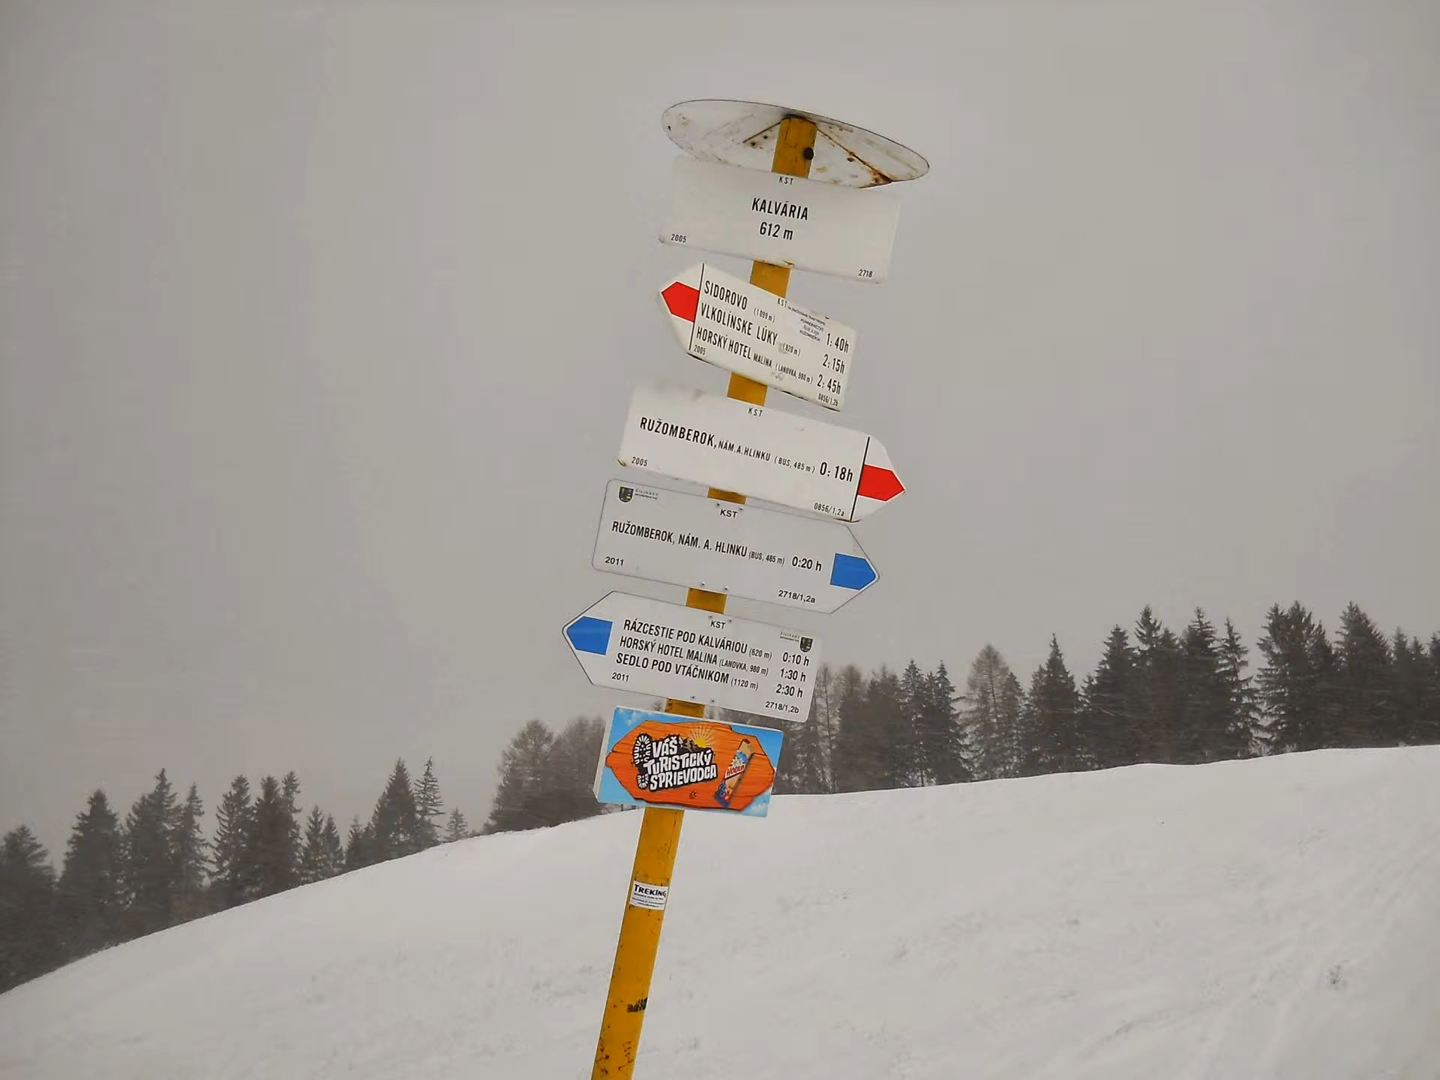 KST
KALVÁRIA
612 m
2005 2718
KST
SIDOROVO (1099 m) 1:40h
VLKOLÍNSKE LÚKY (820 m) 2:15h
HORSKÝ HOTEL MALINA (LANOVKA, 980 m) 2:45h
2005 0856/1,2b
KST
RUŽOMBEROK, NÁM.A.HLINKU (BUS, 485 m) 0:18h
2005 0856/1,2a
KST
RUŽOMBEROK, NÁM. A. HLINKU (BUS, 485 m) 0:20 h
2011 2718/1,2a
KST
RÁZCESTIE POD KALVÁRIOU (620 m) 0:10 h
HORSKÝ HOTEL MALINA (LANOVKA, 980 m) 1:30 h
SEDLO POD VTÁČNIKOM (1120 m) 2:30 h
2011 2718/1,2b
VÁŠ
TURISTICKÝ
SPRIEVODCA
HORALKY
TREKING